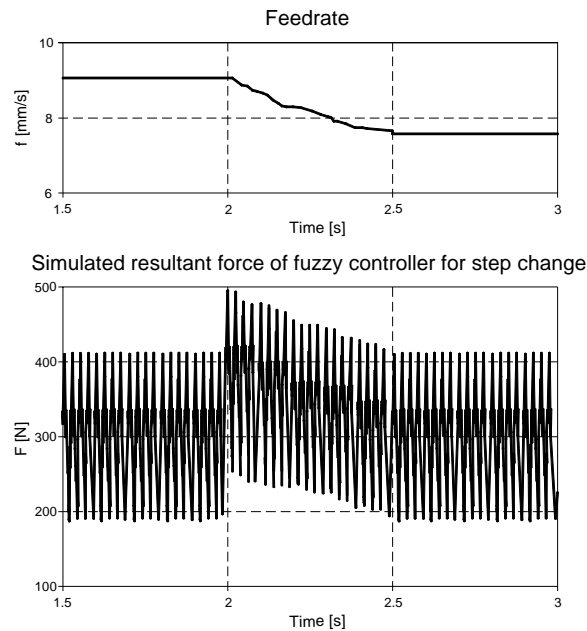 Feedrate
10
8
6
f [mm/s]
1.5 2 2.5 3
Time [s]
Simulated resultant force of fuzzy controller for step change
500
400
300
200
100
F [N]
1.5 2 2.5 3
Time [s]